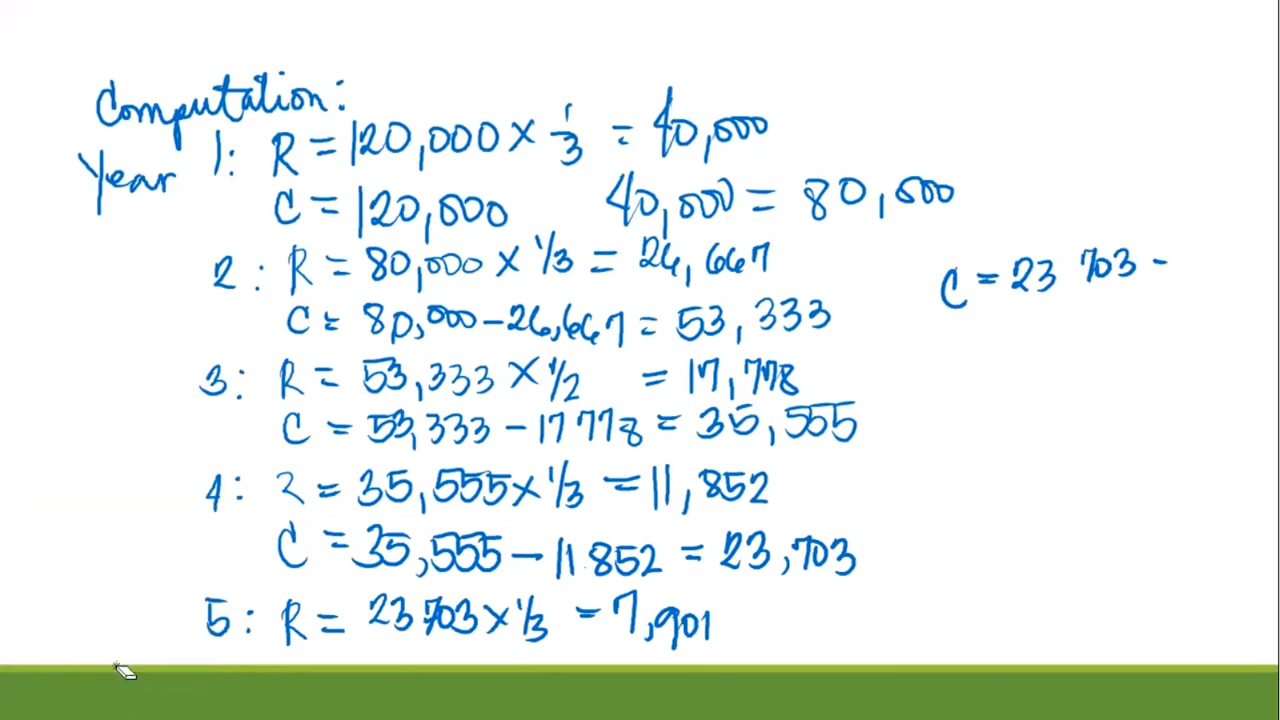 Computation:
Year 1: R = 120,000 × 1/3 = 40,000
C = 120,000 40,000 = 80,000
2: R = 80,000 × 1/3 = 26,667
C = 80,000 - 26,667 = 53,333
3: R = 53,333 × 1/2 = 17,778
C = 53,333 - 17778 = 35,555
4: R = 35,555 × 1/3 = 11,852
C = 35,555 - 11852 = 23,703
5: R = 23703 × 1/3 = 7,901
C = 23 703 -